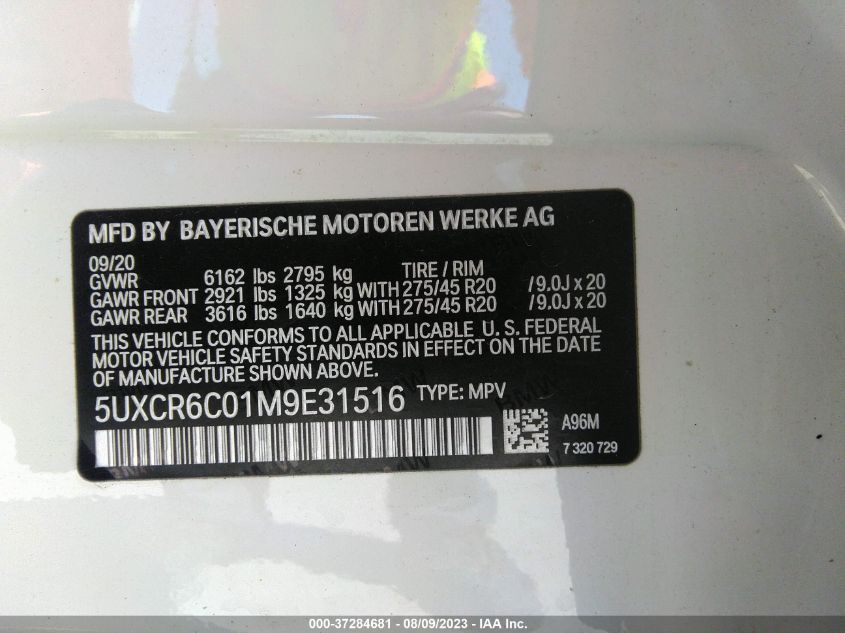 MFD BY BAYERISCHE MOTOREN WERKE AG
09/20
GVWR 6162 lbs 2795 kg TIRE / RIM
GAWR FRONT 2921 lbs 1325 kg WITH 275/45 R20 /9.0J x 20
GAWR REAR 3616 lbs 1640 kg WITH 275/45 R20 /9.0J x 20
THIS VEHICLE CONFORMS TO ALL APPLICABLE U. S. FEDERAL
MOTOR VEHICLE SAFETY STANDARDS IN EFFECT ON THE DATE
OF MANUFACTURE SHOWN ABOVE.
5UXCR6C01M9E31516 TYPE: MPV
A96M
7 320 729
000-37284681 - 08/09/2023 - IAA Inc.